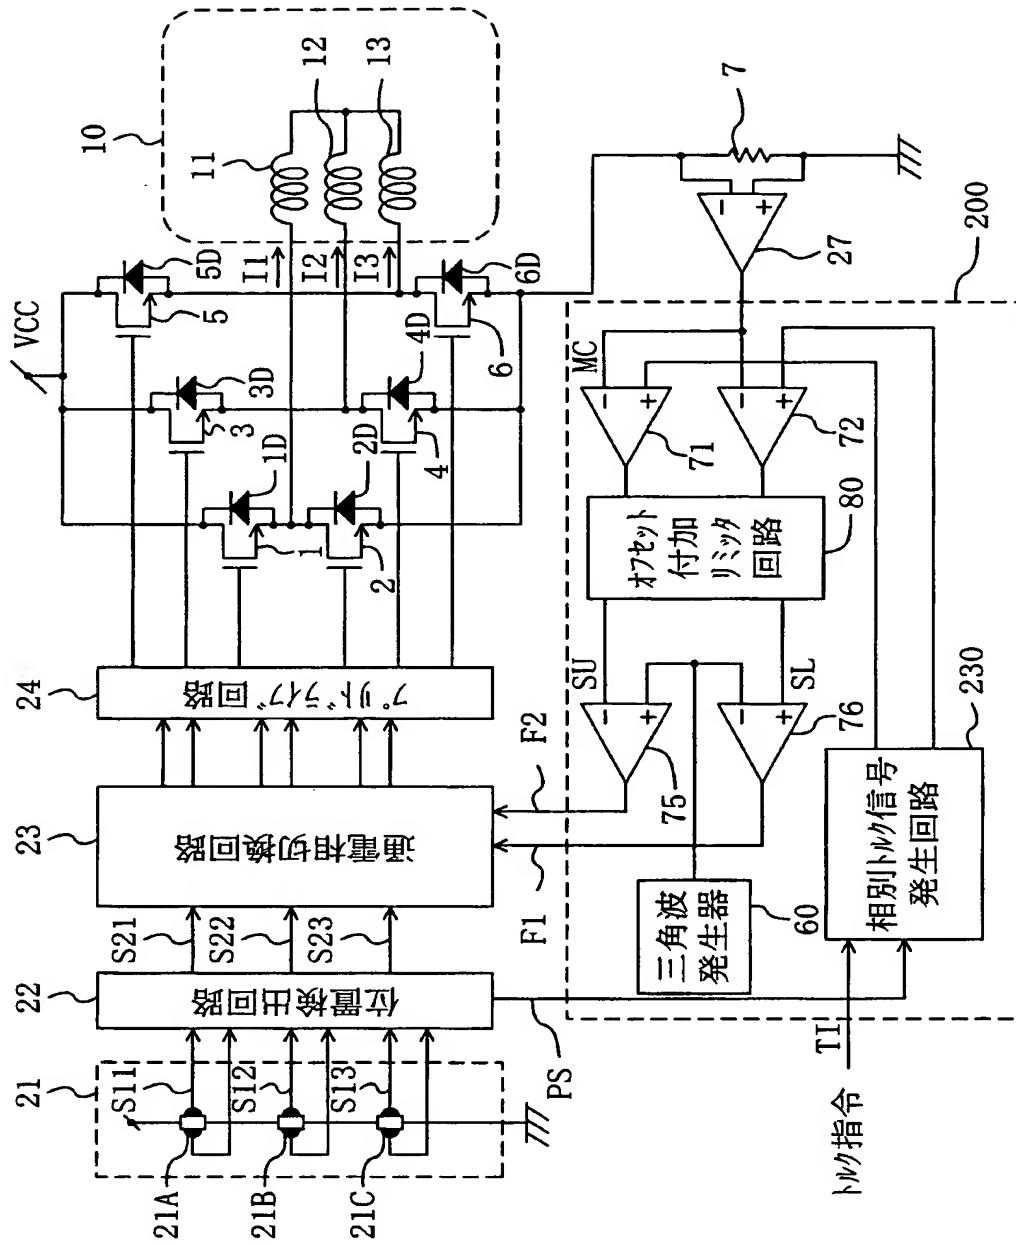 21
S11
21A
S12
21B
S13
21C
22
位置検出回路
S21
S22
S23
PS
23
通電相切換回路
F1
F2
24
プリドライブ回路
VCC
1
1D
2
2D
3
3D
4
4D
5
5D
6
6D
I1
I2
I3
10
11
12
13
7
27
200
MC
71
72
オフセット
付加
リミッタ
回路
80
SU
SL
75
76
三角波
発生器
60
相別トルク信号
発生回路
230
TI
トルク指令